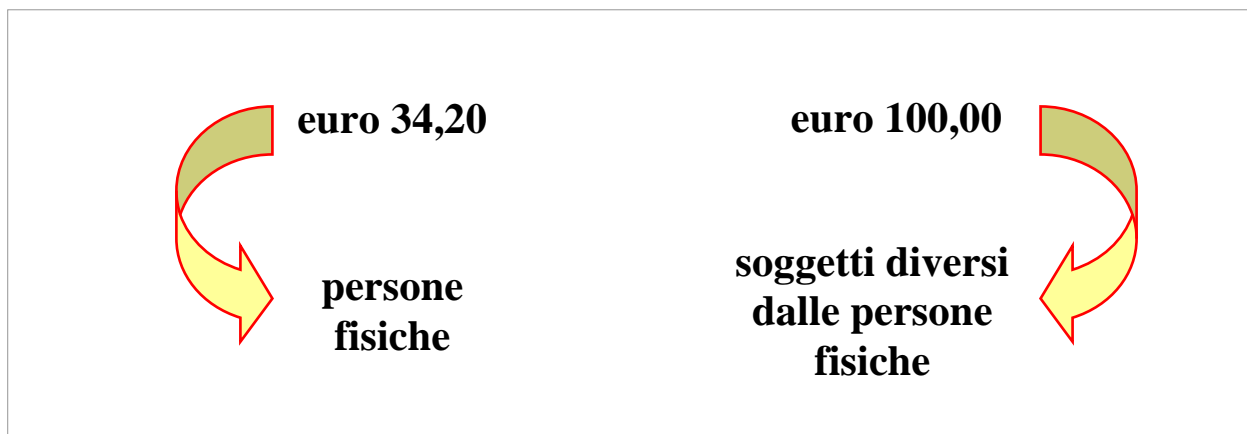 euro 34,20
persone
fisiche
euro 100,00
soggetti diversi
dalle persone
fisiche